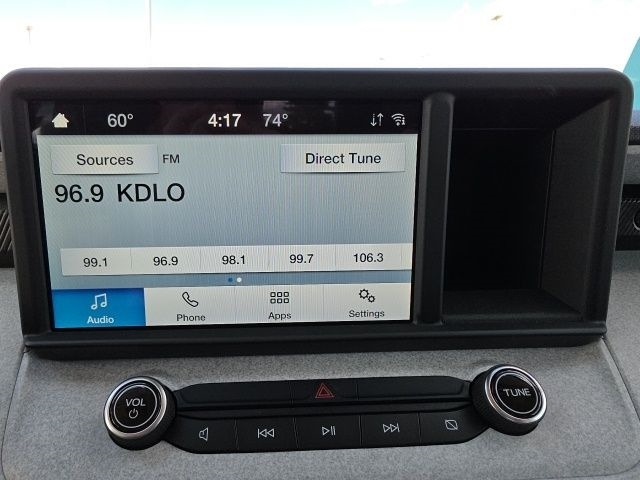 60° 4:17 74°
Sources FM Direct Tune
96.9 KDLO
99.1 96.9 98.1 99.7 106.3
Audio Phone Apps Settings
VOL TUNE